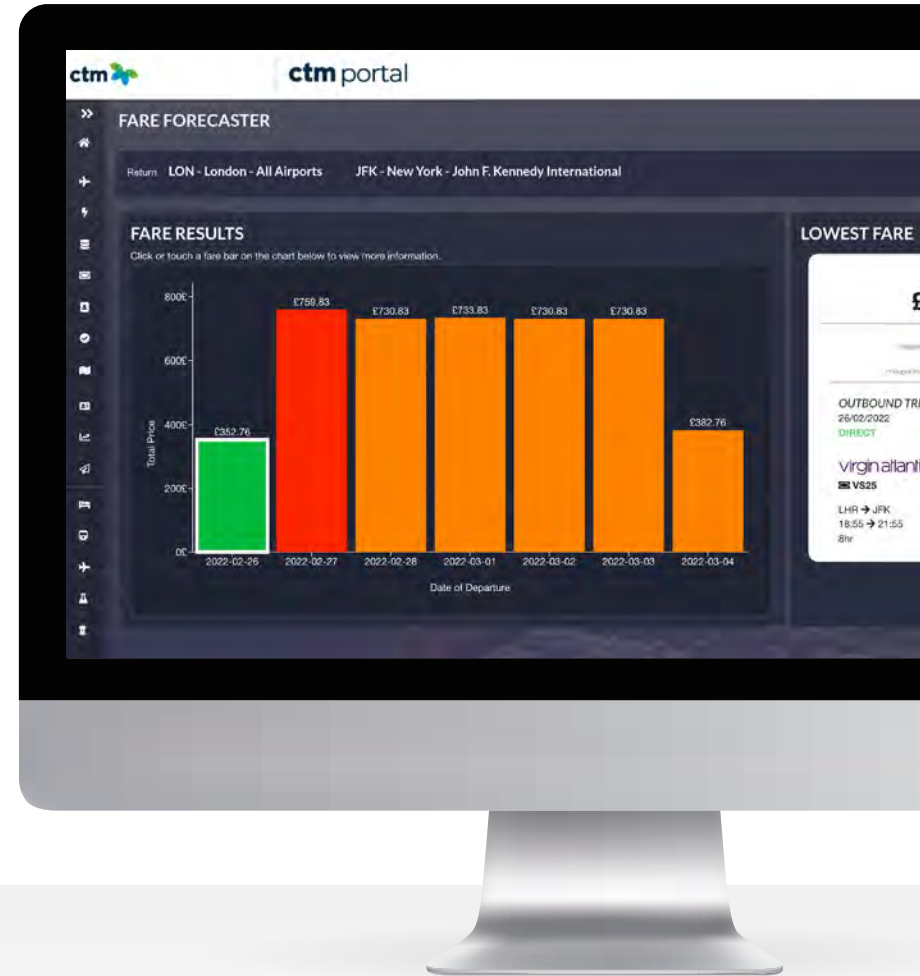 ctm
ctm portal
FARE FORECASTER
Return LON - London - All Airports JFK - New York - John F. Kennedy International
FARE RESULTS
Click or touch a fare bar on the chart below to view more information.
800£
600£
400£
200£
0£
Total Price
£352.76
£759.83
£730.83
£733.83
£730.83
£730.83
£382.76
2022-02-26
2022-02-27
2022-02-28
2022-03-01
2022-03-02
2022-03-03
2022-03-04
Date of Departure
LOWEST FARE
£
OUTBOUND TRI
26/02/2022
DIRECT
virgin atlanti
VS25
LHR → JFK
18:55 → 21:55
8hr